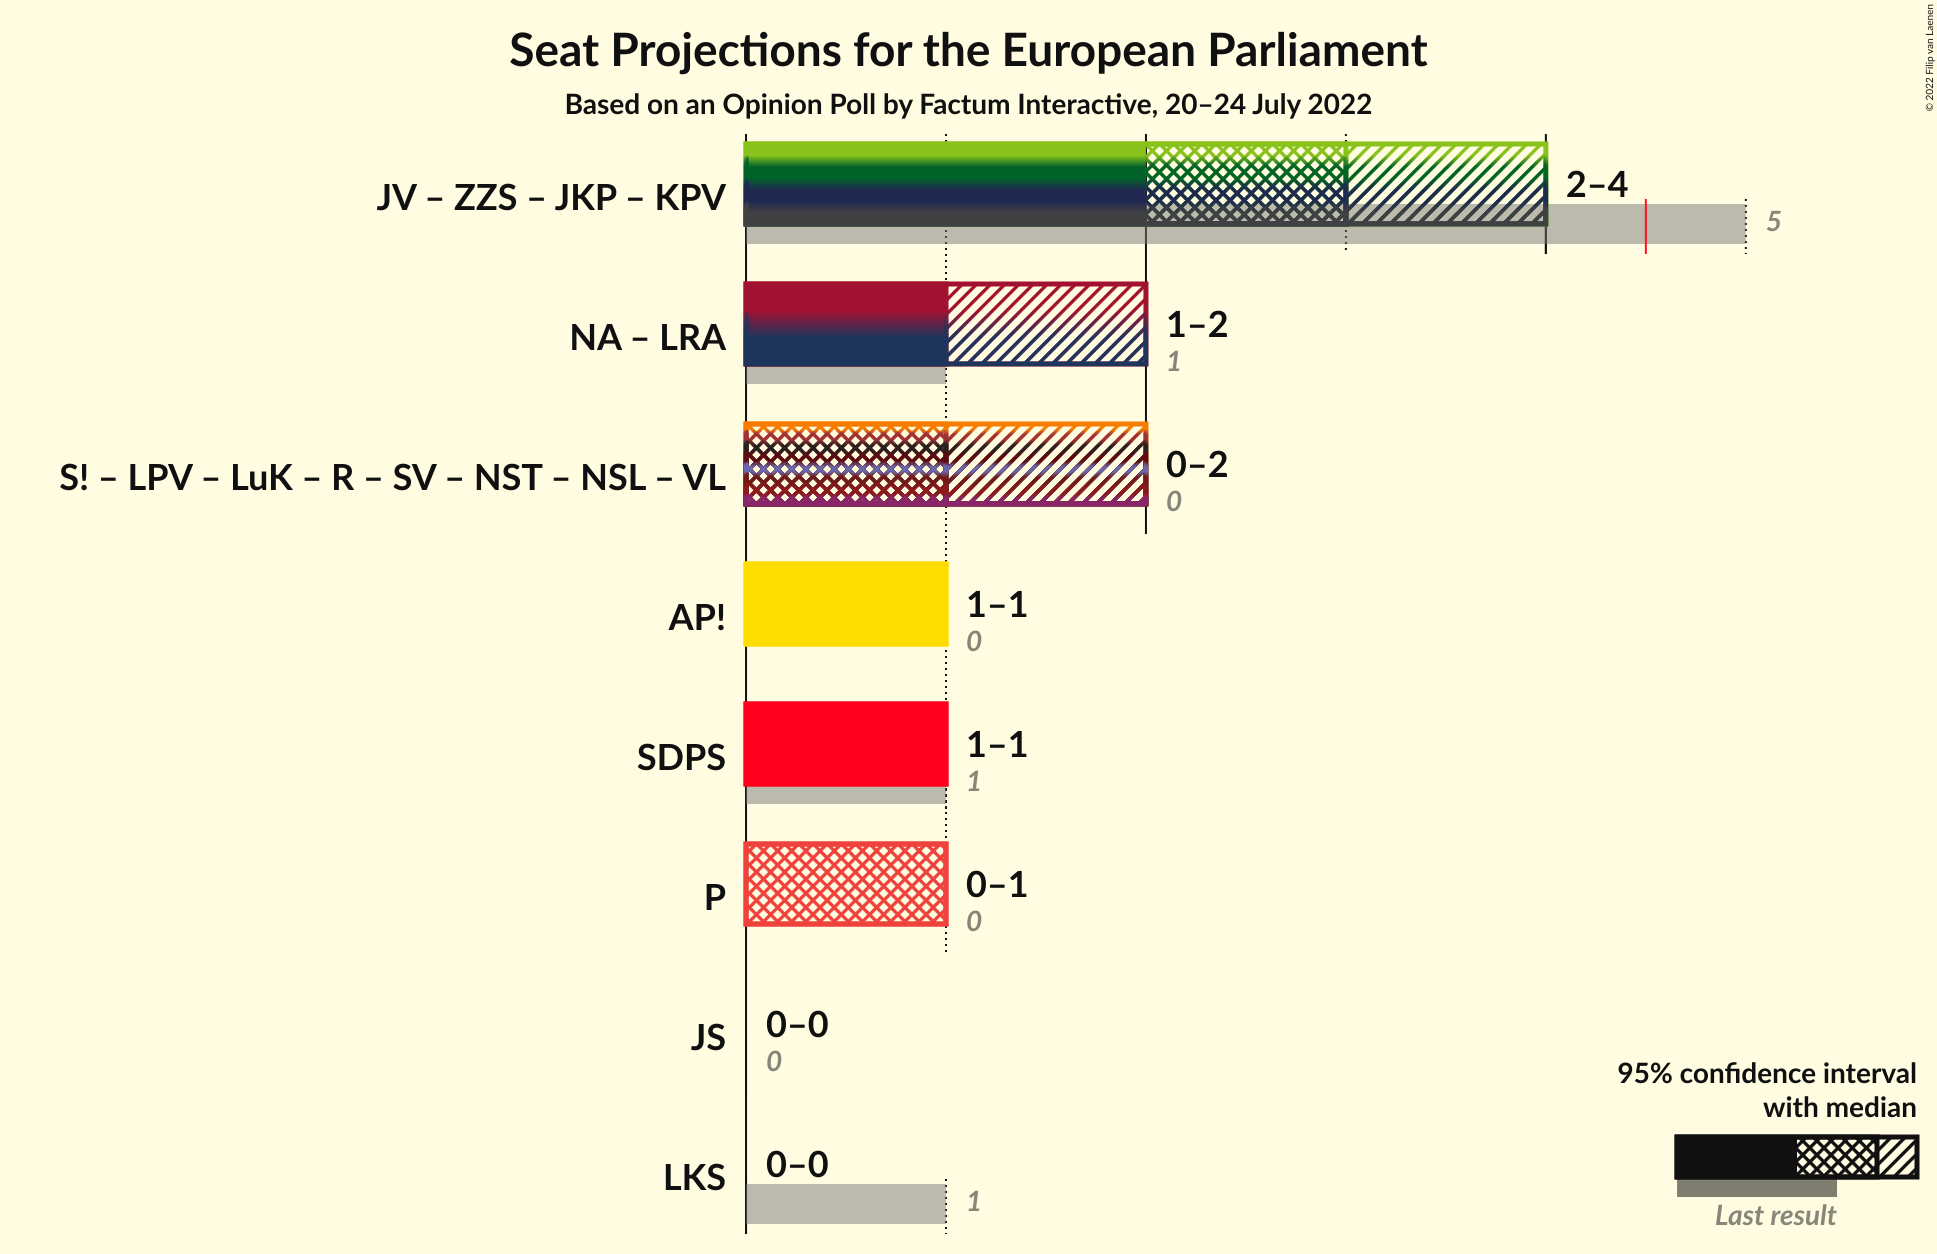 Seat Projections for the European Parliament
Based on an Opinion Poll by Factum Interactive, 20–24 July 2022
© 2022 Filip van Laenen
JV – ZZS – JKP – KPV
2–4
5
NA – LRA
1–2
1
S! – LPV – LuK – R – SV – NST – NSL – VL
0–2
0
AP!
1–1
0
SDPS
1–1
1
P
0–1
0
JS
0–0
0
LKS
0–0
1
95% confidence interval
with median
Last result